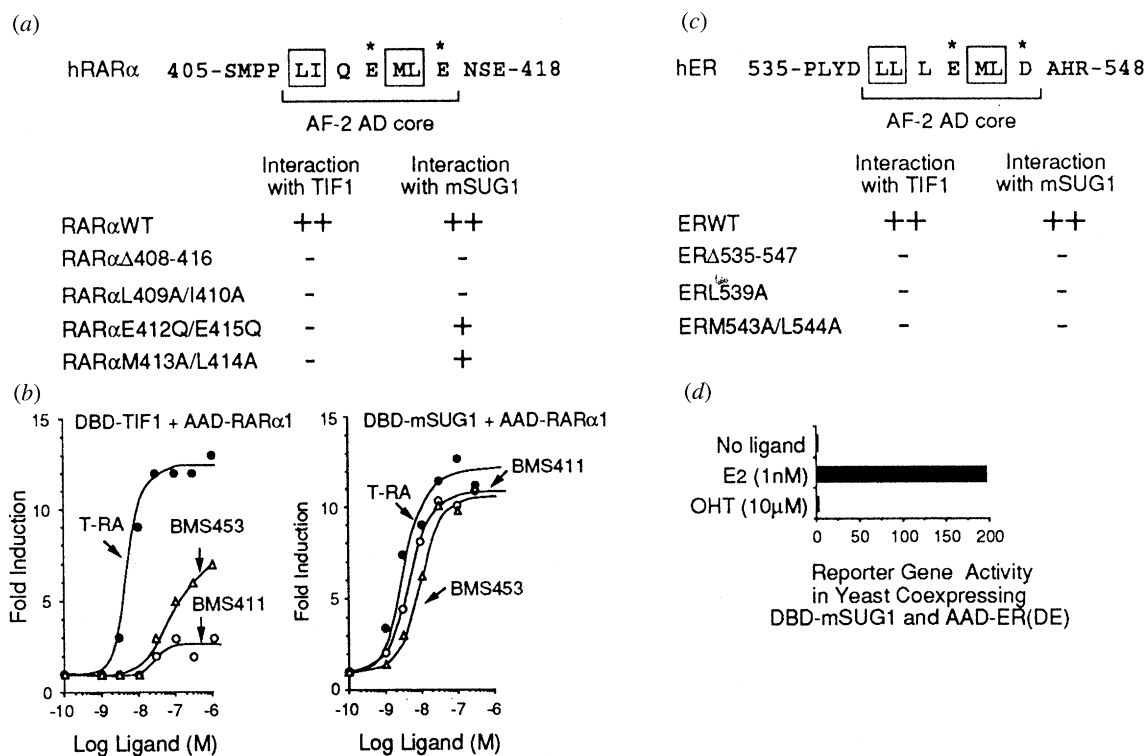 (a)
* *
hRARα 405-SMPP LI Q E ML E NSE-418
AF-2 AD core
Interaction with TIF1
Interaction with mSUG1
RARαWT ++ ++
RARαΔ408-416 - -
RARαL409A/I410A - -
RARαE412Q/E415Q - +
RARαM413A/L414A - +
(c)
* *
hER 535-PLYD LL L E ML D AHR-548
AF-2 AD core
Interaction with TIF1
Interaction with mSUG1
ERWT ++ ++
ERΔ535-547 - -
ERL539A - -
ERM543A/L544A - -
(b)
DBD-TIF1 + AAD-RARα1
Fold Induction
15
10
5
0
T-RA
BMS453
BMS411
-10 -9 -8 -7 -6
Log Ligand (M)
DBD-mSUG1 + AAD-RARα1
Fold Induction
15
10
5
0
BMS411
T-RA
BMS453
-10 -9 -8 -7 -6 -5
Log Ligand (M)
(d)
No ligand
E2 (1nM)
OHT (10μM)
0 50 100 150 200
Reporter Gene Activity
in Yeast Coexpressing
DBD-mSUG1 and AAD-ER(DE)